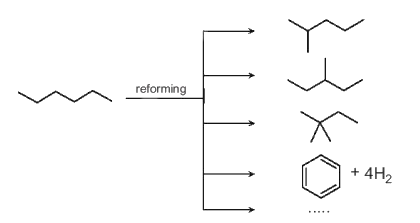 reforming
+ 4H₂
.....